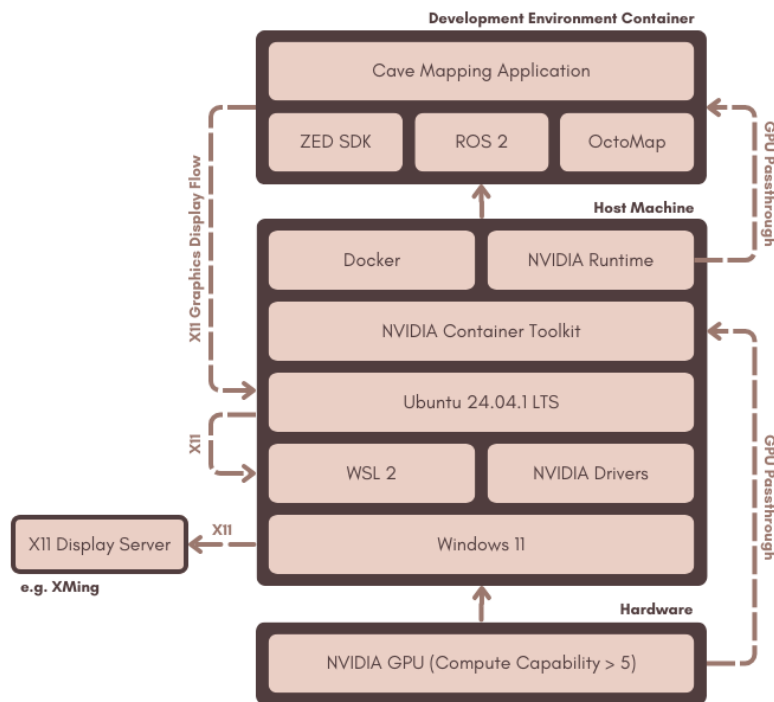 Development Environment Container
Cave Mapping Application
ZED SDK
ROS 2
OctoMap
GPU Passthrough
X11 Graphics Display Flow
Host Machine
Docker
NVIDIA Runtime
NVIDIA Container Toolkit
Ubuntu 24.04.1 LTS
X11
WSL 2
NVIDIA Drivers
GPU Passthrough
X11 Display Server
X11
Windows 11
e.g. XMing
Hardware
NVIDIA GPU (Compute Capability > 5)